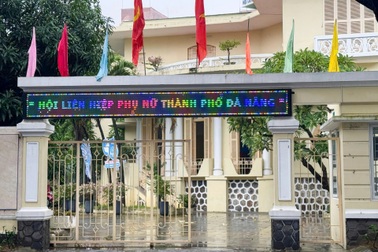 " HỘI LIÊN HIỆP PHỤ NỮ THÀNH PHỐ ĐÀ NẴNG "